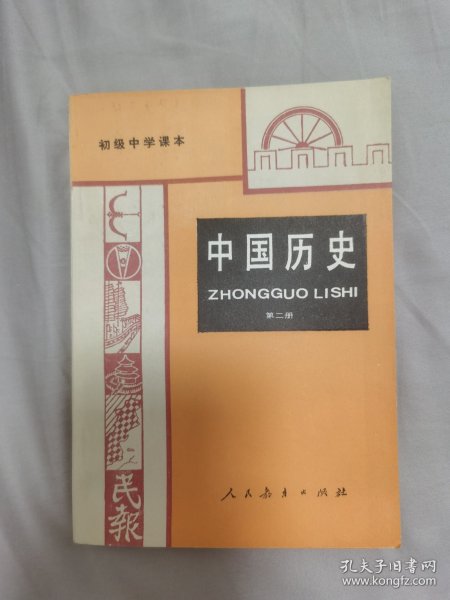 初级中学课本
中国历史
ZHONGGUO LISHI
第二册
民报
人民教育出版社
孔夫子旧书网
www.kongfz.com